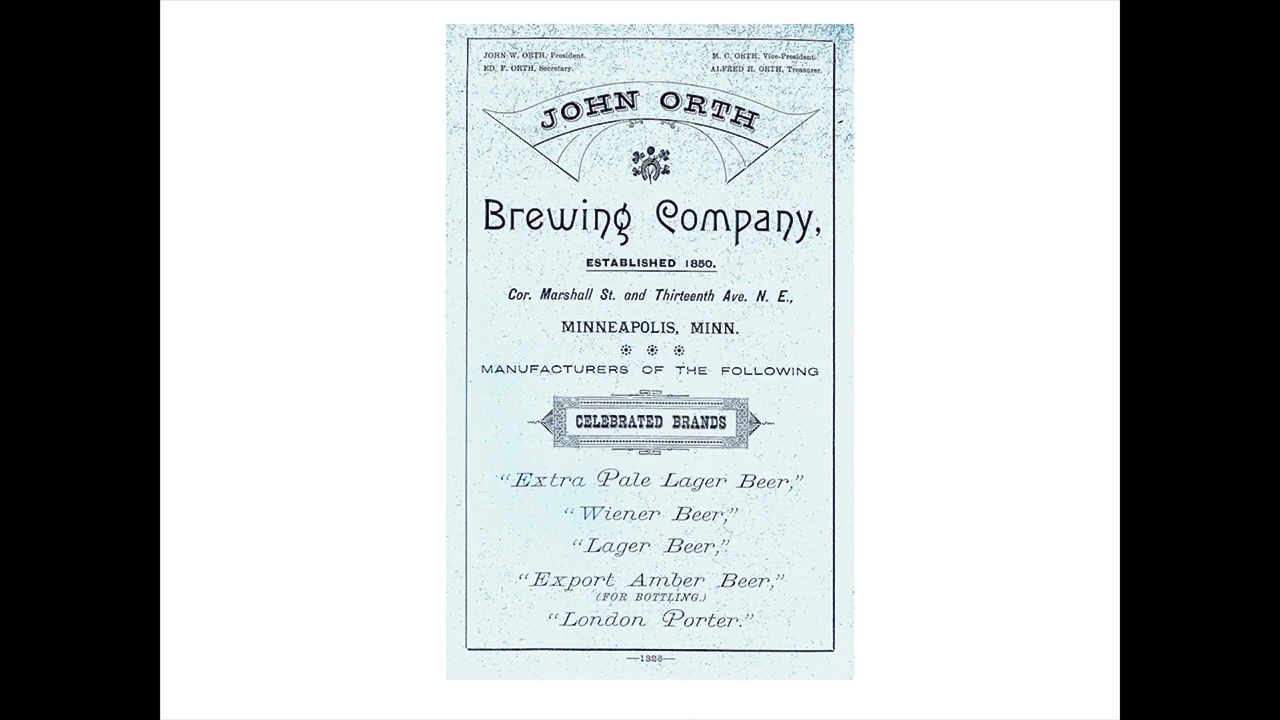 JOHN W. ORTH, President.
M. C. ORTH, Vice-President.
ED. F. ORTH, Secretary.
ALFRED H. ORTH, Treasurer.
JOHN ORTH
Brewing Company,
ESTABLISHED 1850.
Cor. Marshall St. and Thirteenth Ave. N. E.,
MINNEAPOLIS, MINN.
MANUFACTURERS OF THE FOLLOWING
CELEBRATED BRANDS
"Extra Pale Lager Beer,"
"Wiener Beer,"
"Lager Beer,"
"Export Amber Beer,"
(FOR BOTTLING.)
"London Porter."